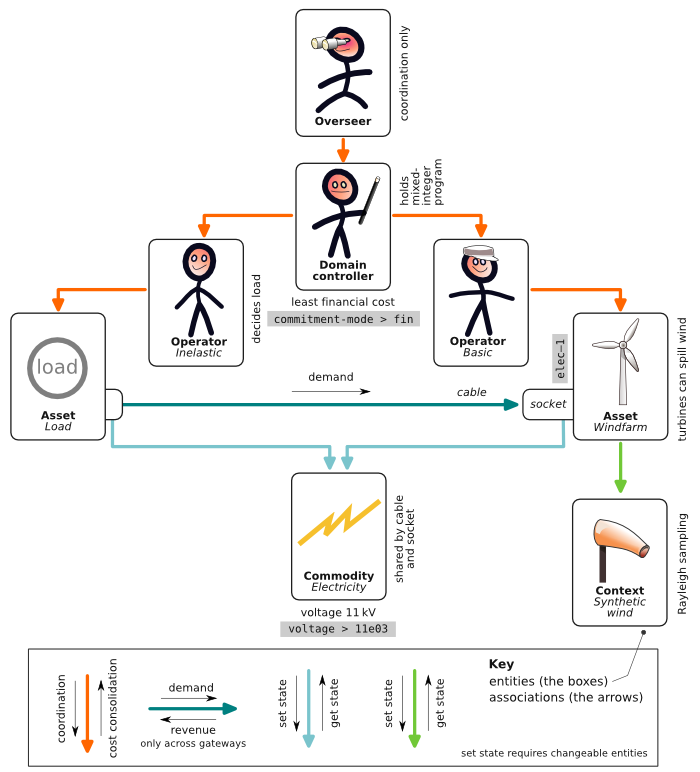 coordination only
Overseer
holds
mixed-
integer
program
Domain
controller
least financial cost
commitment-mode > fin
decides load
Operator
Inelastic
Operator
Basic
load
Asset
Load
demand
cable
socket
elec—1
Asset
Windfarm
turbines can spill wind
Commodity
Electricity
shared by cable
and socket
voltage 11 kV
voltage > 11e03
Context
Synthetic
wind
Rayleigh sampling
Key
entities (the boxes)
associations (the arrows)
coordination
cost consolidation
demand
revenue
only across gateways
set state
get state
set state
get state
set state requires changeable entities